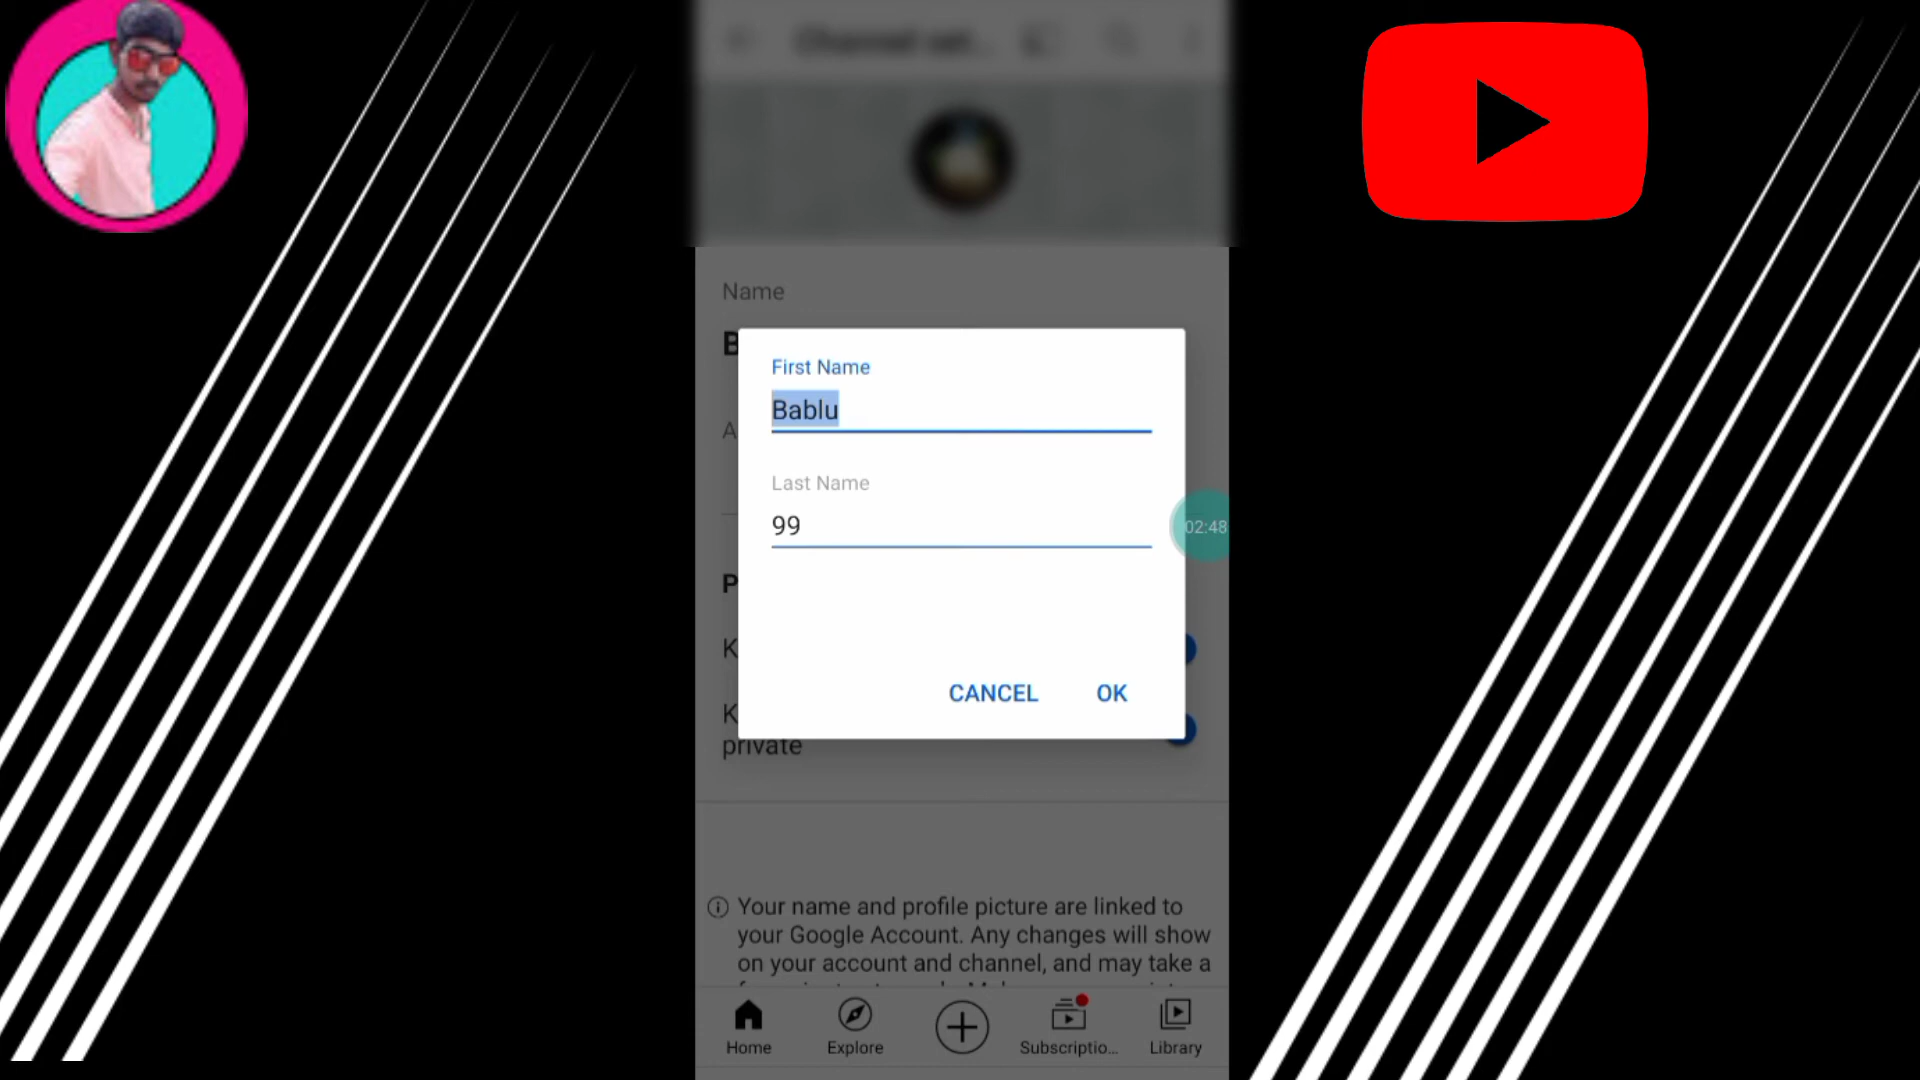 Channel set...
Name
B
First Name
Bablu
A
Last Name
99
02:48
P
K
CANCEL OK
K
private
Your name and profile picture are linked to
your Google Account. Any changes will show
on your account and channel, and may take a
Home Explore Subscriptio... Library